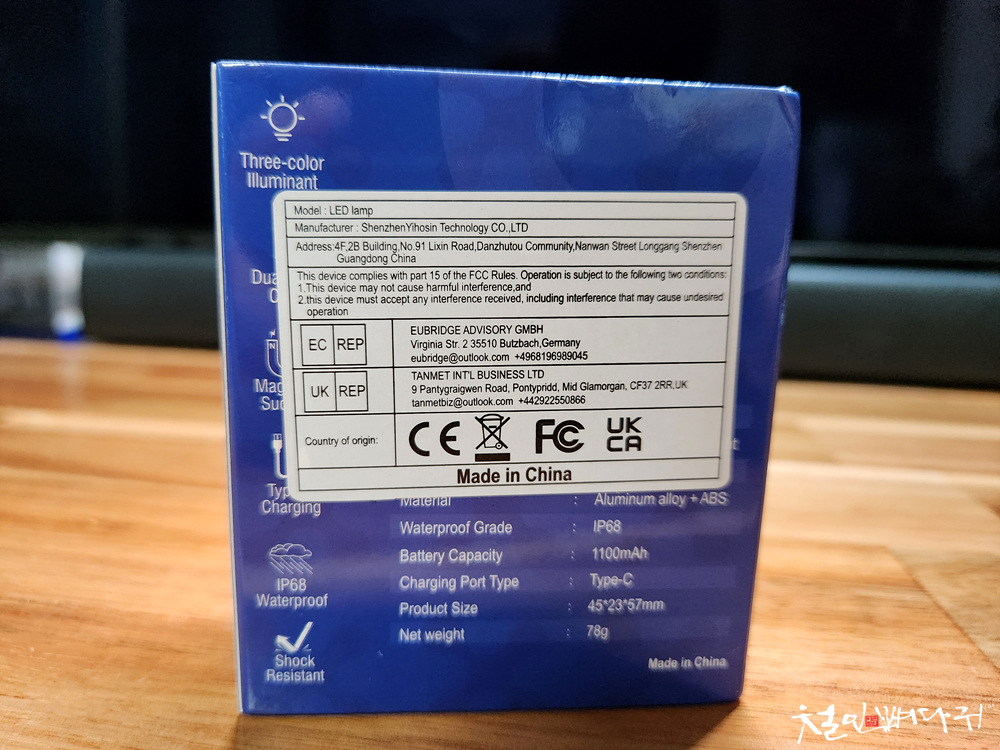 Three-color
Illuminant
Model : LED lamp
Manufacturer : ShenzhenYihosin Technology CO.,LTD
Address:4F,2B Building,No.91 Lixin Road,Danzhutou Community,Nanwan Street Longgang Shenzhen
Guangdong China
This device complies with part 15 of the FCC Rules. Operation is subject to the following two conditions:
1.This device may not cause harmful interference,and
2.this device must accept any interference received, including interference that may cause undesired
operation
EC REP
EUBRIDGE ADVISORY GMBH
Virginia Str. 2 35510 Butzbach,Germany
eubridge@outlook.com +4968196989045
UK REP
TANMET INT'L BUSINESS LTD
9 Pantygraigwen Road, Pontypridd, Mid Glamorgan, CF37 2RR,UK
tanmetbiz@outlook.com +442922550866
Country of origin:
CE FC UK
CA
Made in China
Charging
IP68
Waterproof
Shock
Resistant
Material : Aluminum alloy + ABS
Waterproof Grade : IP68
Battery Capacity : 1100mAh
Charging Port Type : Type-C
Product Size : 45*23*57mm
Net weight : 78g
Made in China